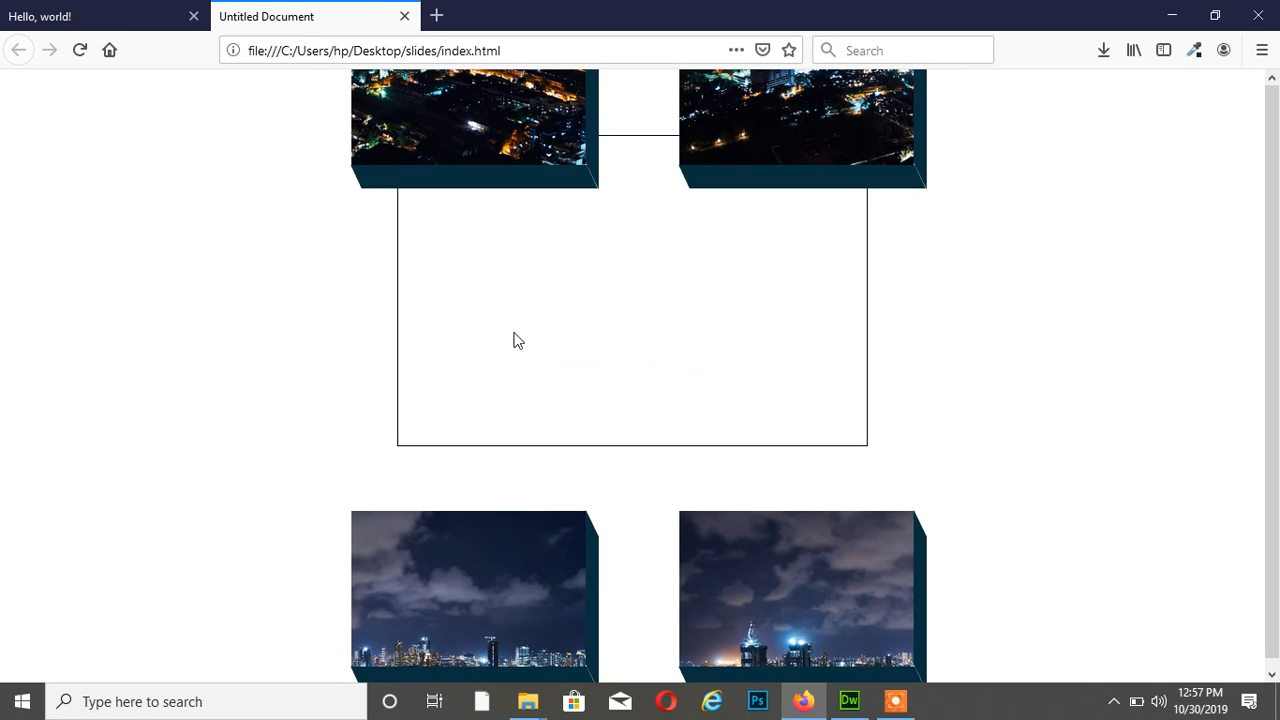 Hello, world!
Untitled Document
file:///C:/Users/hp/Desktop/slides/index.html
Search
Type here to search
Ps
Dw
12:57 PM
10/30/2019